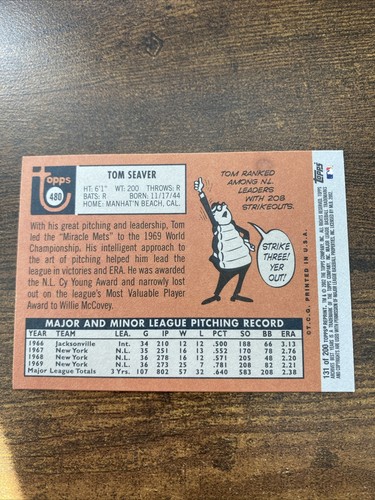 topps
480
TOM SEAVER
HT: 6'1" WT: 200 THROWS: R
BATS: R BORN: 11/17/44
HOME: MANHAT'N BEACH, CAL.
With his great pitching and leadership, Tom
led the "Miracle Mets" to the 1969 World
Championship. His intelligent approach to
the art of pitching helped him lead the
league in victories and ERA. He was awarded
the N.L. Cy Young Award and narrowly lost
out on the league's Most Valuable Player
Award to Willie McCovey.
TOM RANKED
AMONG N.L.
LEADERS
WITH 208
STRIKEOUTS.
STRIKE
THREE! YER
OUT!
MAJOR AND MINOR LEAGUE PITCHING RECORD
YEAR TEAM LEA. G IP W L PCT. SO BB ERA
1966 Jacksonville Int. 34 210 12 12 .500 188 66 3.13
1967 New York N.L. 35 251 16 13 .552 170 78 2.76
1968 New York N.L. 36 278 16 12 .571 205 48 2.20
1969 New York N.L. 36 273 25 7 .781 208 82 2.21
Major League Totals 3 Yrs. 107 802 57 32 .640 583 208 2.38
©T.C.G. PRINTED IN U.S.A.
131 of 200
topps